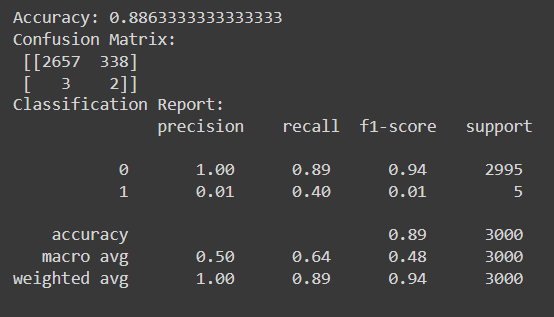 Accuracy: 0.8863333333333333
Confusion Matrix:
[[2657 338]
[ 3 2]]
Classification Report:
precision recall f1-score support
0 1.00 0.89 0.94 2995
1 0.01 0.40 0.01 5
accuracy 0.89 3000
macro avg 0.50 0.64 0.48 3000
weighted avg 1.00 0.89 0.94 3000